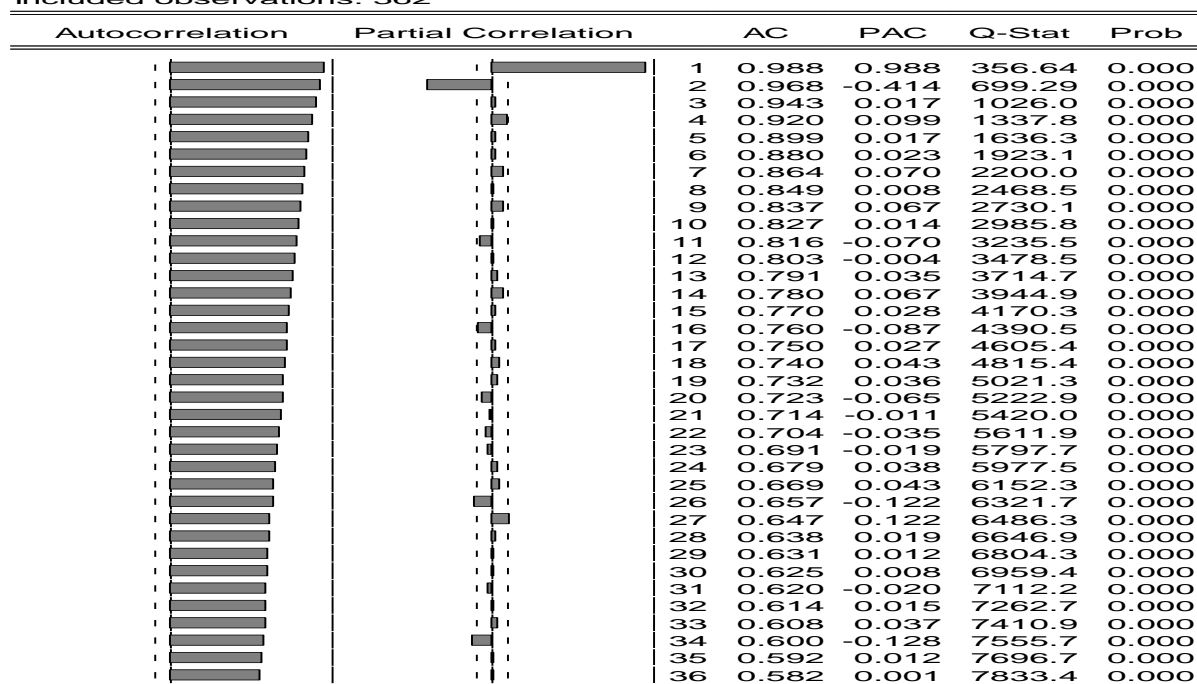 Included observations: 362
Autocorrelation Partial Correlation AC PAC Q-Stat Prob
1 0.988 0.988 356.64 0.000
2 0.968 -0.414 699.29 0.000
3 0.943 0.017 1026.0 0.000
4 0.920 0.099 1337.8 0.000
5 0.899 0.017 1636.3 0.000
6 0.880 0.023 1923.1 0.000
7 0.864 0.070 2200.0 0.000
8 0.849 0.008 2468.5 0.000
9 0.837 0.067 2730.1 0.000
10 0.827 0.014 2985.8 0.000
11 0.816 -0.070 3235.5 0.000
12 0.803 -0.004 3478.5 0.000
13 0.791 0.035 3714.7 0.000
14 0.780 0.067 3944.9 0.000
15 0.770 0.028 4170.3 0.000
16 0.760 -0.087 4390.5 0.000
17 0.750 0.027 4605.4 0.000
18 0.740 0.043 4815.4 0.000
19 0.732 0.036 5021.3 0.000
20 0.723 -0.065 5222.9 0.000
21 0.714 -0.011 5420.0 0.000
22 0.704 -0.035 5611.9 0.000
23 0.691 -0.019 5797.7 0.000
24 0.679 0.038 5977.5 0.000
25 0.669 0.043 6152.3 0.000
26 0.657 -0.122 6321.7 0.000
27 0.647 0.122 6486.3 0.000
28 0.638 0.019 6646.9 0.000
29 0.631 0.012 6804.3 0.000
30 0.625 0.008 6959.4 0.000
31 0.620 -0.020 7112.2 0.000
32 0.614 0.015 7262.7 0.000
33 0.608 0.037 7410.9 0.000
34 0.600 -0.128 7555.7 0.000
35 0.592 0.012 7696.7 0.000
36 0.582 0.001 7833.4 0.000